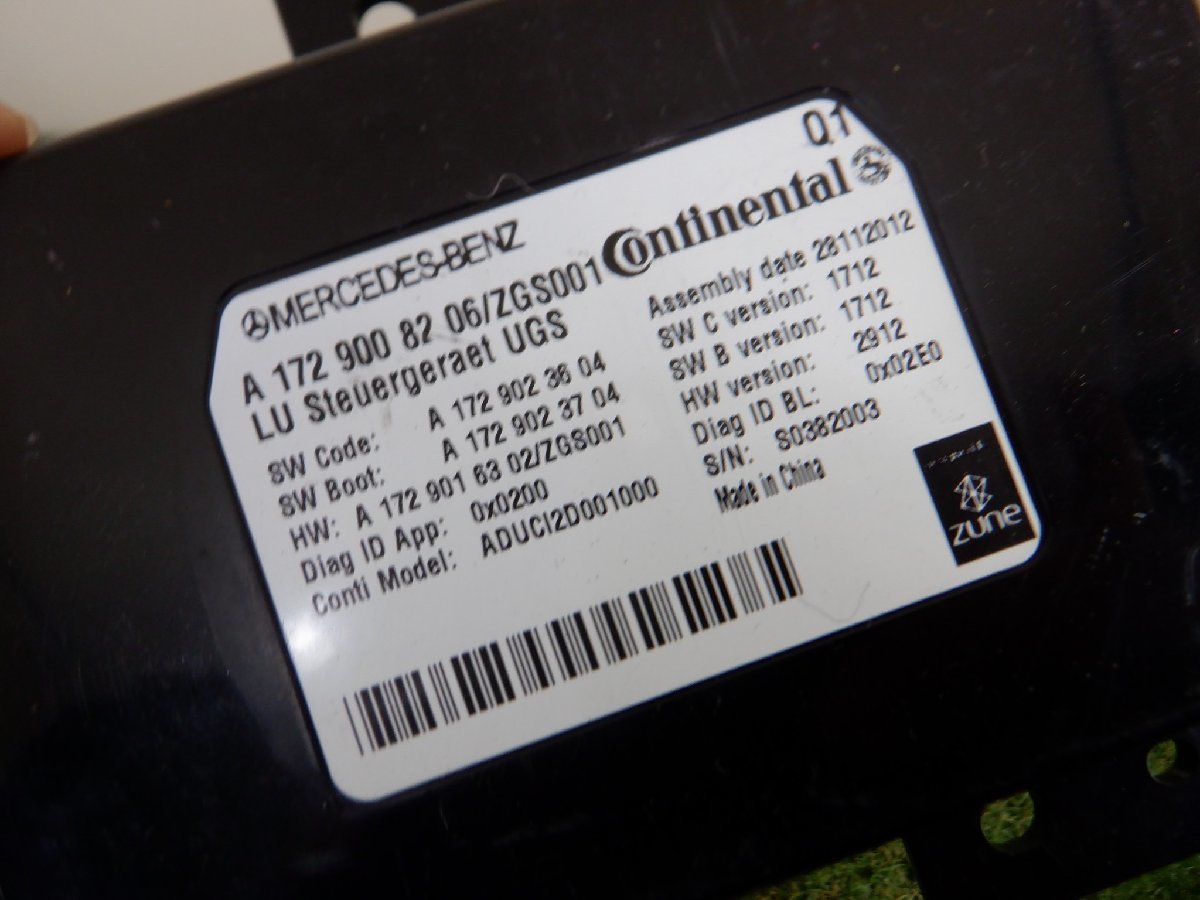 Q1
MERCEDES-BENZ
Continental
A 172 900 82 06/ZGS001
LU Steuergeraet UGS
SW Code: A 172 902 36 04
SW Boot: A 172 902 37 04
HW: A 172 901 63 02/ZGS001
Diag ID App: 0x0200
Conti Model: ADUCI2D001000
Assembly date 28112012
SW C version: 1712
SW B version: 1712
HW version: 2912
Diag ID BL: 0x02E0
S/N: S0382003
Made in China
zune